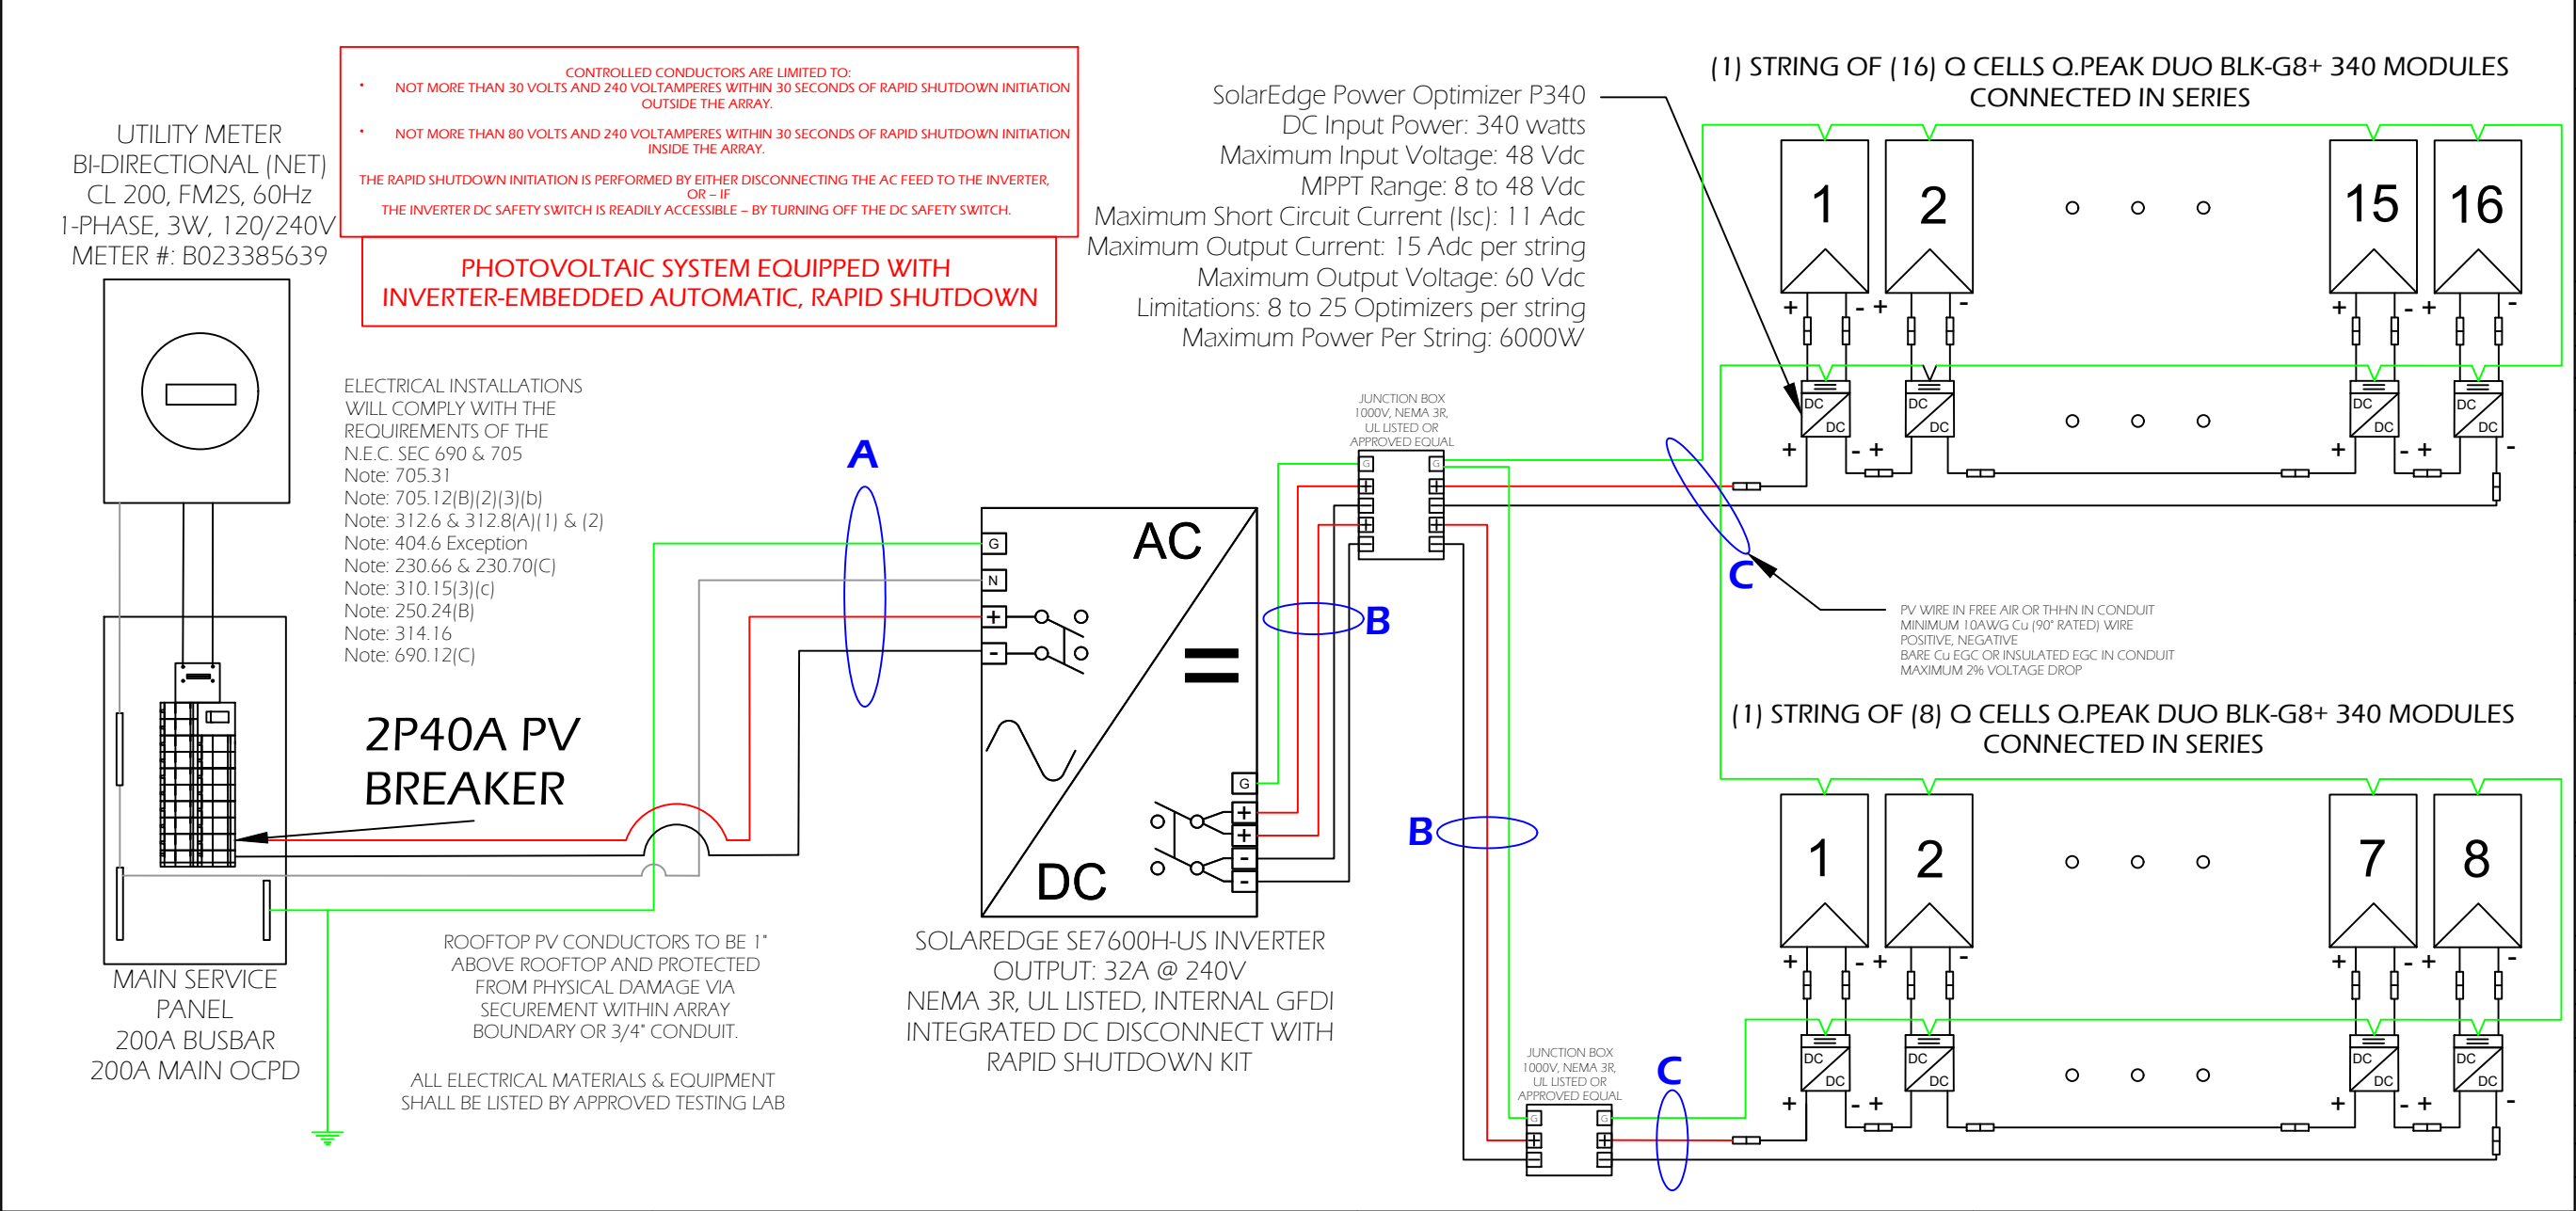 CONTROLLED CONDUCTORS ARE LIMITED TO:
• NOT MORE THAN 30 VOLTS AND 240 VOLTAMPERES WITHIN 30 SECONDS OF RAPID SHUTDOWN INITIATION
OUTSIDE THE ARRAY.
• NOT MORE THAN 80 VOLTS AND 240 VOLTAMPERES WITHIN 30 SECONDS OF RAPID SHUTDOWN INITIATION
INSIDE THE ARRAY.
THE RAPID SHUTDOWN INITIATION IS PERFORMED BY EITHER DISCONNECTING THE AC FEED TO THE INVERTER,
OR – IF
THE INVERTER DC SAFETY SWITCH IS READILY ACCESSIBLE – BY TURNING OFF THE DC SAFETY SWITCH.
PHOTOVOLTAIC SYSTEM EQUIPPED WITH
INVERTER-EMBEDDED AUTOMATIC, RAPID SHUTDOWN
UTILITY METER
BI-DIRECTIONAL (NET)
CL 200, FM2S, 60Hz
1-PHASE, 3W, 120/240V
METER #: B023385639
ELECTRICAL INSTALLATIONS
WILL COMPLY WITH THE
REQUIREMENTS OF THE
N.E.C. SEC 690 & 705
Note: 705.31
Note: 705.12(B)(2)(3)(b)
Note: 312.6 & 312.8(A)(1) & (2)
Note: 404.6 Exception
Note: 230.66 & 230.70(C)
Note: 310.15(3)(c)
Note: 250.24(B)
Note: 314.16
Note: 690.12(C)
2P40A PV
BREAKER
MAIN SERVICE
PANEL
200A BUSBAR
200A MAIN OCPD
ROOFTOP PV CONDUCTORS TO BE 1"
ABOVE ROOFTOP AND PROTECTED
FROM PHYSICAL DAMAGE VIA
SECUREMENT WITHIN ARRAY
BOUNDARY OR 3/4" CONDUIT.
ALL ELECTRICAL MATERIALS & EQUIPMENT
SHALL BE LISTED BY APPROVED TESTING LAB
A
G
N
+
-
AC
DC
G
+
+
-
-
SOLAREDGE SE7600H-US INVERTER
OUTPUT: 32A @ 240V
NEMA 3R, UL LISTED, INTERNAL GFDI
INTEGRATED DC DISCONNECT WITH
RAPID SHUTDOWN KIT
SolarEdge Power Optimizer P340
DC Input Power: 340 watts
Maximum Input Voltage: 48 Vdc
MPPT Range: 8 to 48 Vdc
Maximum Short Circuit Current (Isc): 11 Adc
Maximum Output Current: 15 Adc per string
Maximum Output Voltage: 60 Vdc
Limitations: 8 to 25 Optimizers per string
Maximum Power Per String: 6000W
JUNCTION BOX
1000V, NEMA 3R,
UL LISTED OR
APPROVED EQUAL
G G
+ +
- -
+ +
- -
B
B
C
PV WIRE IN FREE AIR OR THHN IN CONDUIT
MINIMUM 10AWG Cu (90° RATED) WIRE
POSITIVE, NEGATIVE
BARE Cu EGC OR INSULATED EGC IN CONDUIT
MAXIMUM 2% VOLTAGE DROP
(1) STRING OF (16) Q CELLS Q.PEAK DUO BLK-G8+ 340 MODULES
CONNECTED IN SERIES
1 2 15 16
+ - + - + - + -
DC DC DC DC
DC DC DC DC
+ - + + - + -
(1) STRING OF (8) Q CELLS Q.PEAK DUO BLK-G8+ 340 MODULES
CONNECTED IN SERIES
1 2 7 8
+ - + - + - + -
DC DC DC DC
DC DC DC DC
+ - + + - + -
JUNCTION BOX
1000V, NEMA 3R,
UL LISTED OR
APPROVED EQUAL
G G
+ +
- -
C